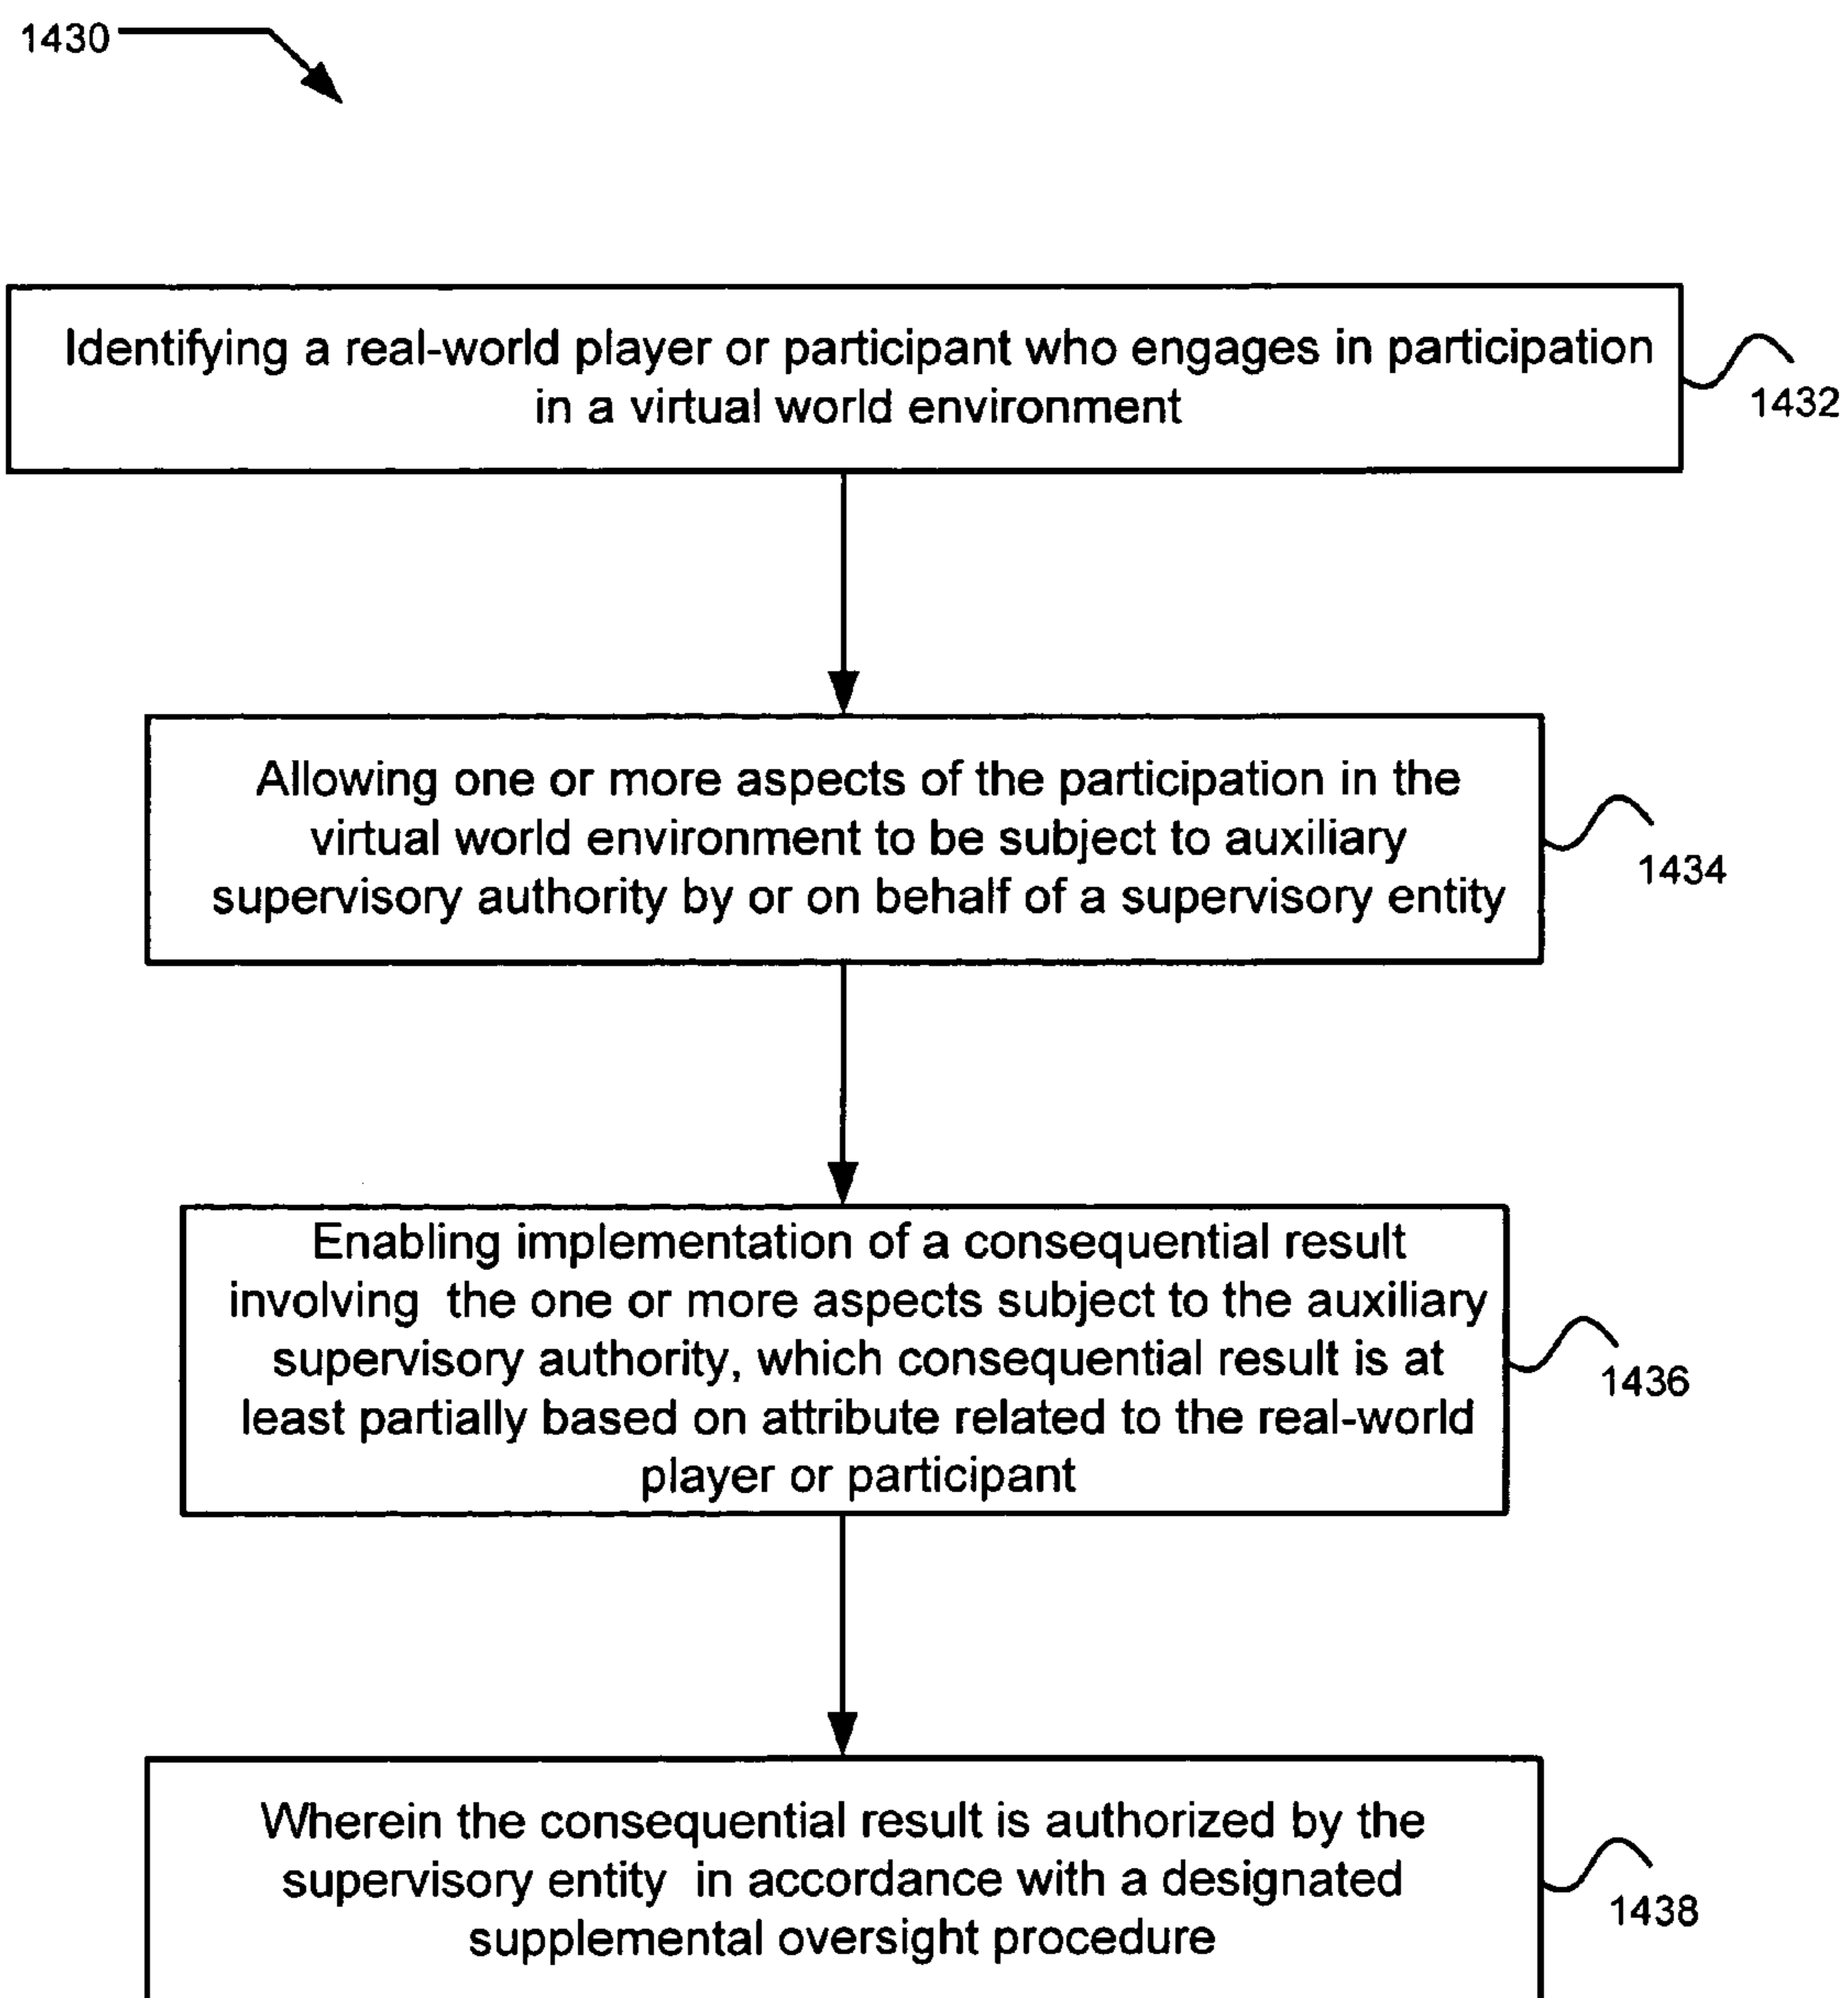 1430
Identifying a real-world player or participant who engages in participation
in a virtual world environment
1432
Allowing one or more aspects of the participation in the
virtual world environment to be subject to auxiliary
supervisory authority by or on behalf of a supervisory entity
1434
Enabling implementation of a consequential result
involving the one or more aspects subject to the auxiliary
supervisory authority, which consequential result is at
least partially based on attribute related to the real-world
player or participant
1436
Wherein the consequential result is authorized by the
supervisory entity in accordance with a designated
supplemental oversight procedure
1438